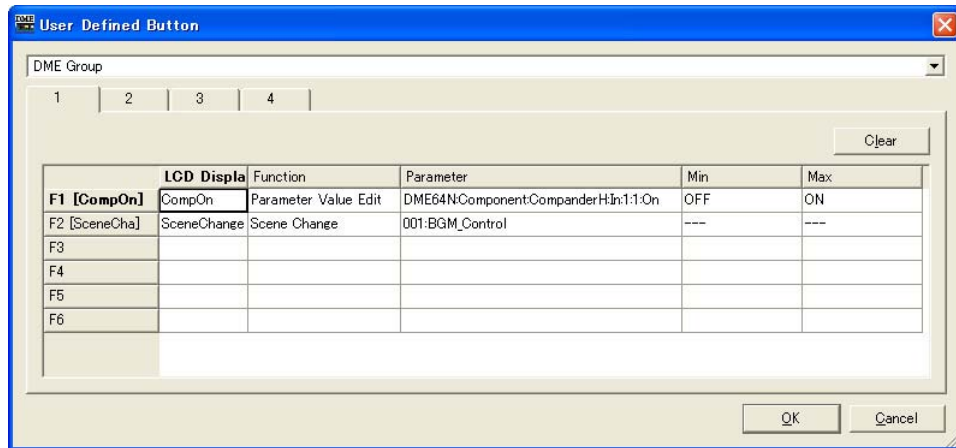 User Defined Button
DME Group
1 2 3 4
Clear
LCD Displa Function Parameter Min Max
F1 [CompOn] CompOn Parameter Value Edit DME64N:Component:CompanderH:In:1:1:On OFF ON
F2 [SceneCha] SceneChange Scene Change 001:BGM_Control --- ---
F3
F4
F5
F6
OK Cancel